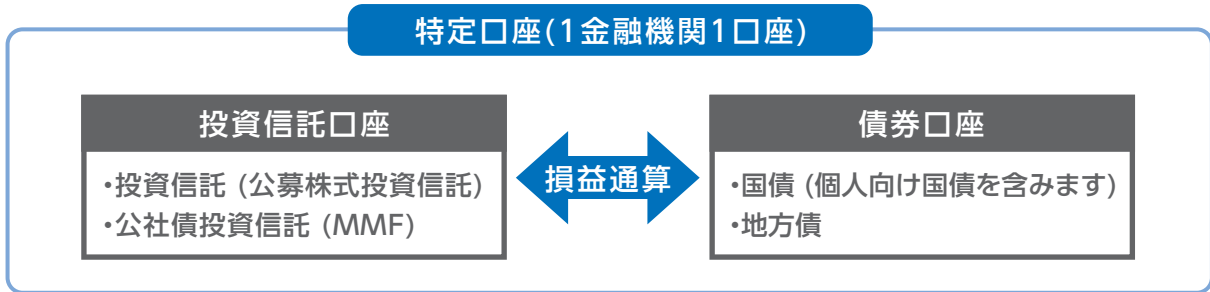 特定口座(1金融機関1口座)
投資信託口座
・投資信託 (公募株式投資信託)
・公社債投資信託 (MMF)
損益通算
債券口座
・国債 (個人向け国債を含みます)
・地方債